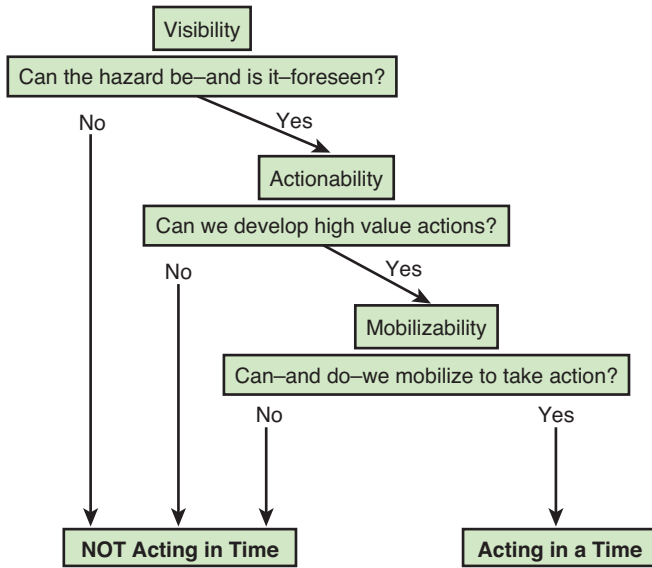 Visibility
Can the hazard be–and is it–foreseen?
No
Yes
Actionability
Can we develop high value actions?
No
Yes
Mobilizability
Can–and do–we mobilize to take action?
No
Yes
NOT Acting in Time
Acting in a Time